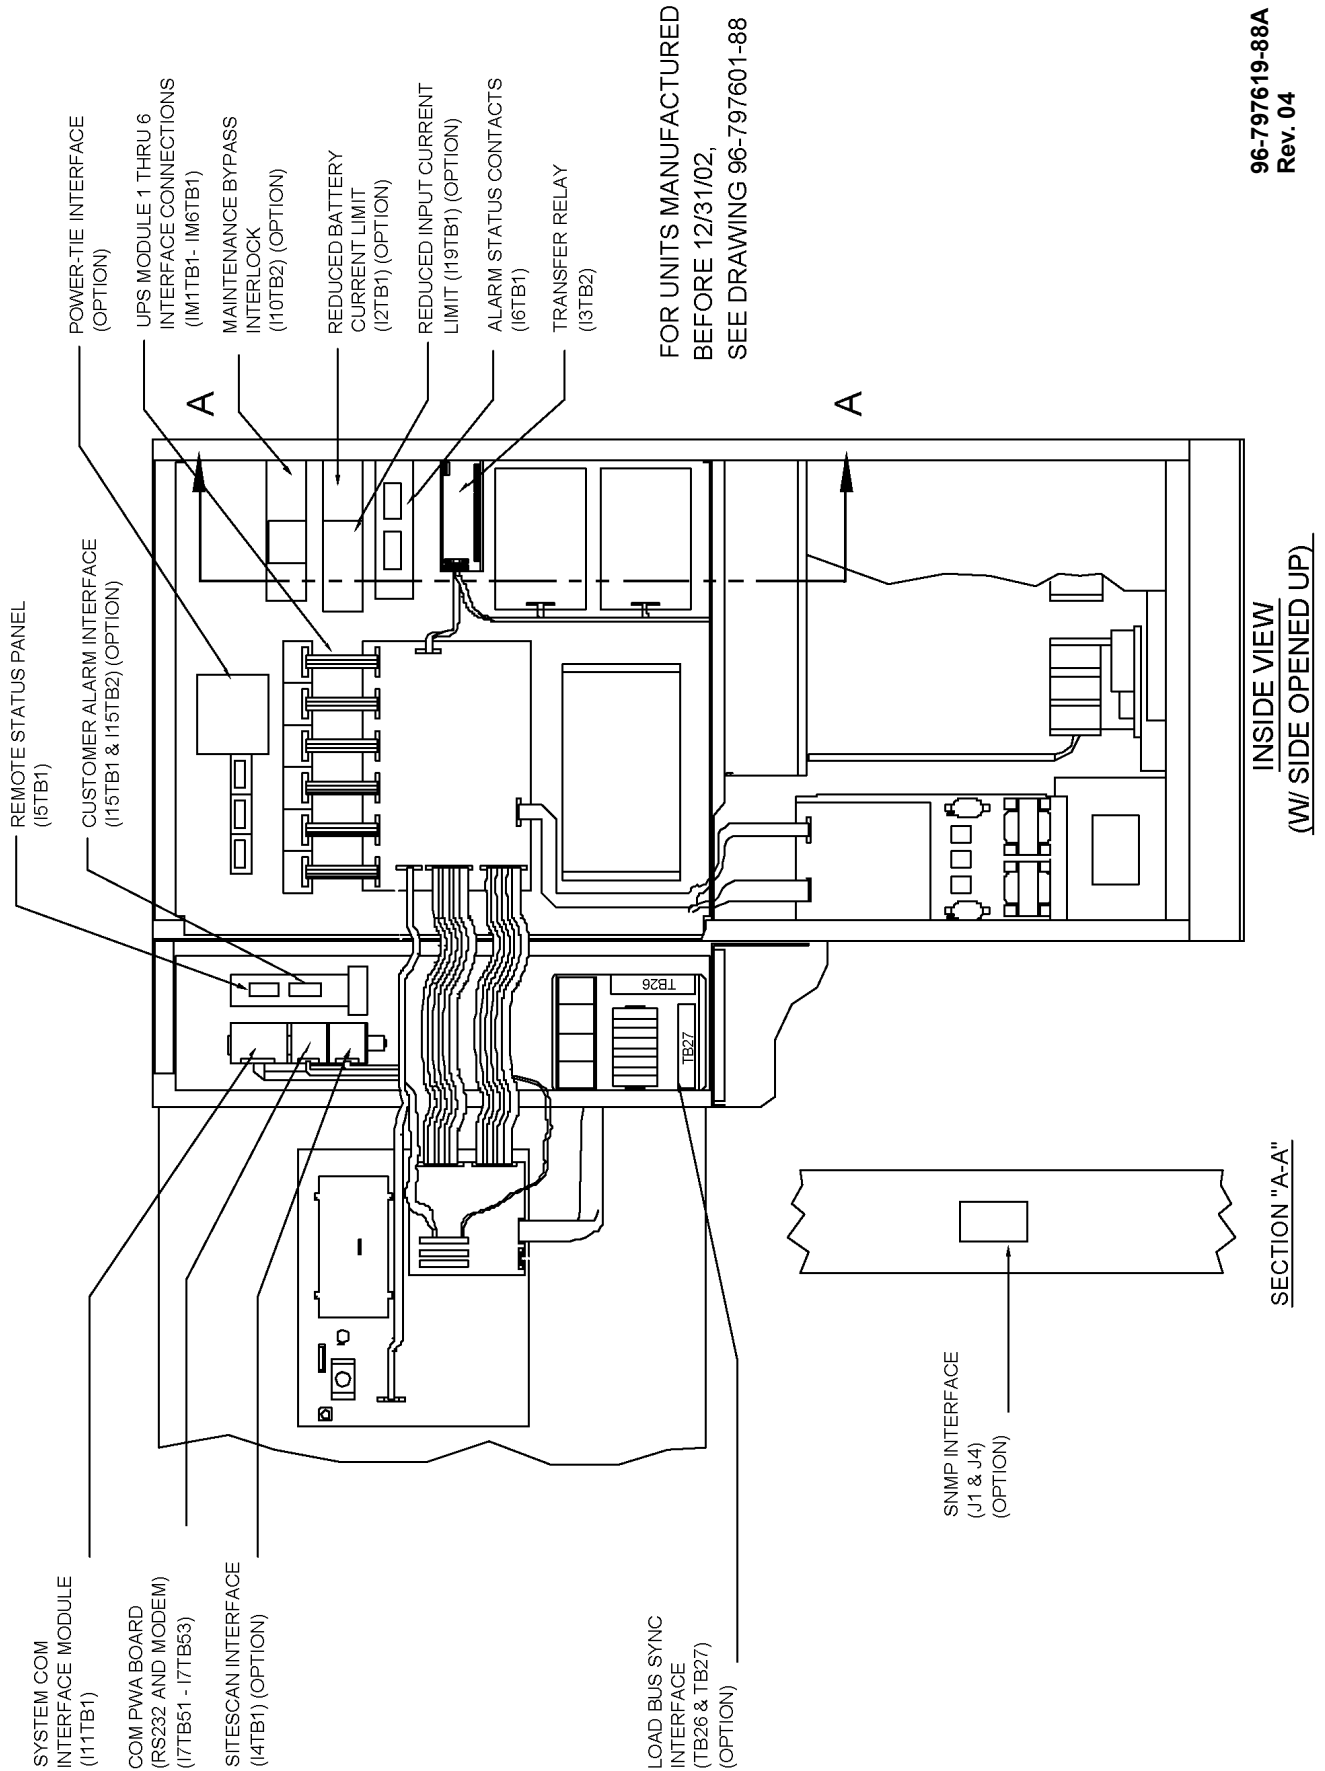 REMOTE STATUS PANEL
(I5TB1)
CUSTOMER ALARM INTERFACE
(I15TB1 & I15TB2) (OPTION)
POWER-TIE INTERFACE
(OPTION)
UPS MODULE 1 THRU 6
INTERFACE CONNECTIONS
(IM1TB1- IM6TB1)
MAINTENANCE BYPASS
INTERLOCK
(I10TB2) (OPTION)
REDUCED BATTERY
CURRENT LIMIT
(I2TB1) (OPTION)
REDUCED INPUT CURRENT
LIMIT (I19TB1) (OPTION)
ALARM STATUS CONTACTS
(I6TB1)
TRANSFER RELAY
(I3TB2)
FOR UNITS MANUFACTURED
BEFORE 12/31/02,
SEE DRAWING 96-797601-88
SYSTEM COM
INTERFACE MODULE
(I11TB1)
COM PWA BOARD
(RS232 AND MODEM)
(I7TB51 - I7TB53)
SITESCAN INTERFACE
(I4TB1) (OPTION)
LOAD BUS SYNC
INTERFACE
(TB26 & TB27)
(OPTION)
TB26
TB27
A
A
SNMP INTERFACE
(J1 & J4)
(OPTION)
SECTION "A-A"
INSIDE VIEW
(W/ SIDE OPENED UP)
96-797619-88A
Rev. 04